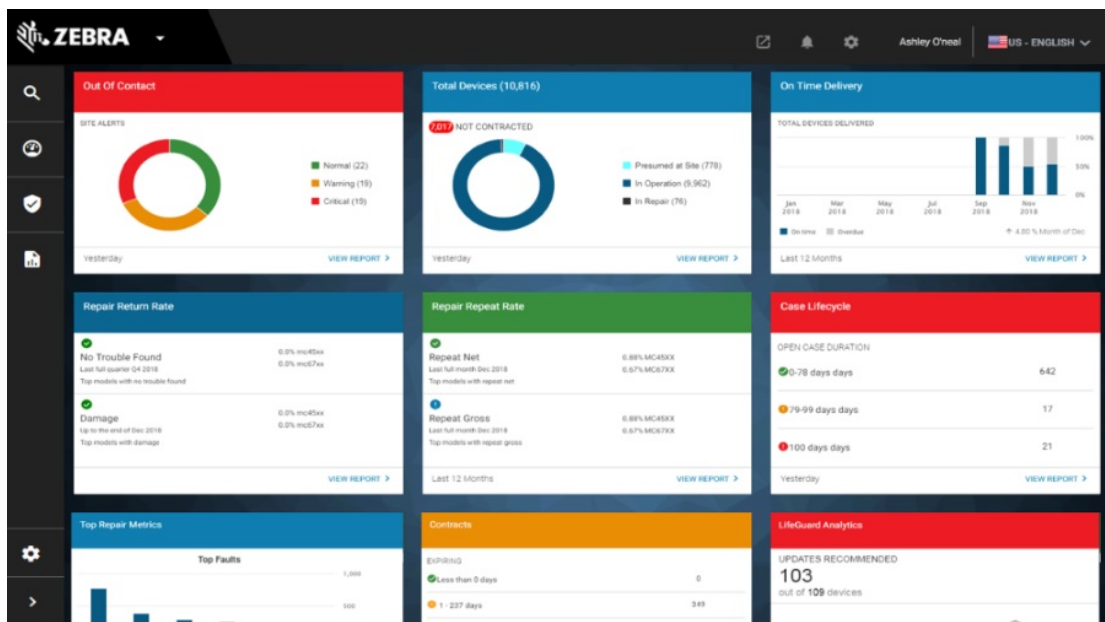 ZEBRA
Ashley O'neal
US - ENGLISH
Out Of Contact
SITE ALERTS
Normal (22)
Warning (19)
Critical (19)
Yesterday
VIEW REPORT
Total Devices (10,816)
7,017 NOT CONTRACTED
Presumed at Site (778)
In Operation (9,962)
In Repair (76)
Yesterday
VIEW REPORT
On Time Delivery
TOTAL DEVICES DELIVERED
100%
50%
0%
Jan Mar May Jul Sep Nov
2018 2018 2018 2018 2018 2018
On time Overdue
4.80 % Month of Dec
Last 12 Months
VIEW REPORT
Repair Return Rate
No Trouble Found
Last full quarter Q4 2018
Top models with no trouble found
0.0% mc45xx
0.0% mc67xx
Damage
Up to the end of Dec 2018
Top models with damage
0.0% mc45xx
0.0% mc67xx
VIEW REPORT
Repair Repeat Rate
Repeat Net
Last full month Dec 2018
Top models with repeat net
0.88% MC45XX
0.67% MC67XX
Repeat Gross
Last full month Dec 2018
Top models with repeat gross
0.88% MC45XX
0.67% MC67XX
Last 12 Months
VIEW REPORT
Case Lifecycle
OPEN CASE DURATION
0-78 days days 642
79-99 days days 17
100 days days 21
Yesterday
VIEW REPORT
Top Repair Metrics
Top Faults
1,000
500
Contracts
EXPIRING
Less than 0 days 0
1 - 237 days 349
LifeGuard Analytics
UPDATES RECOMMENDED
103
out of 109 devices